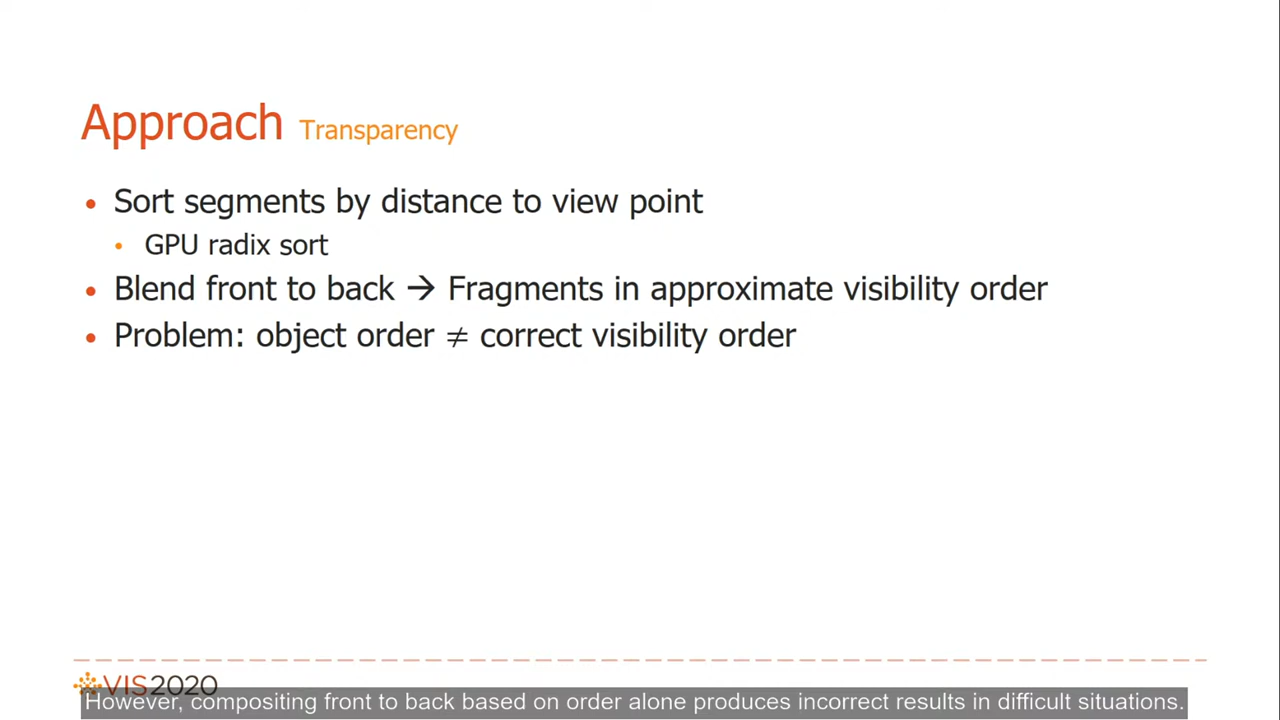 Approach Transparency
• Sort segments by distance to view point
• GPU radix sort
• Blend front to back → Fragments in approximate visibility order
• Problem: object order ≠ correct visibility order
VIS2020
However, compositing front to back based on order alone produces incorrect results in difficult situations.